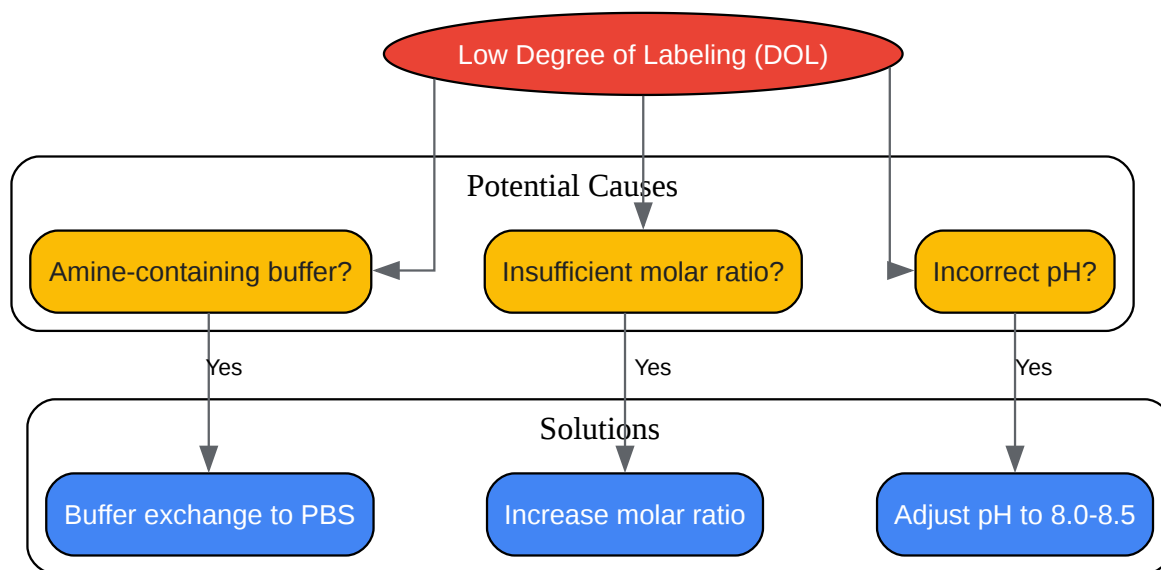 Low Degree of Labeling (DOL)
Potential Causes
Amine-containing buffer?
Insufficient molar ratio?
Incorrect pH?
Yes
Yes
Yes
Solutions
Buffer exchange to PBS
Increase molar ratio
Adjust pH to 8.0-8.5